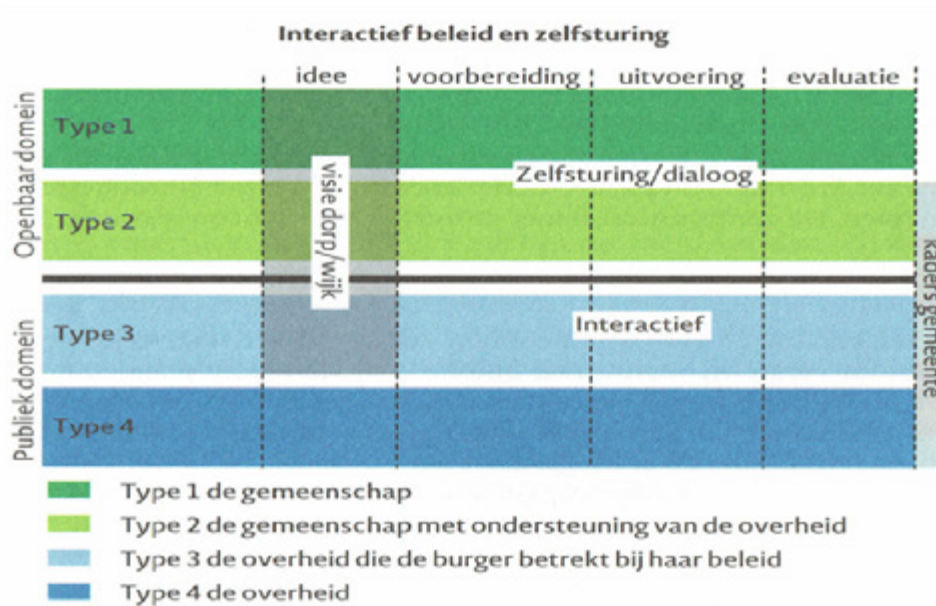 Interactief beleid en zelfsturing
idee
voorbereiding
uitvoering
evaluatie
Openbaar domein
Type 1
Zelfsturing/dialoog
visie dorp/wijk
Type 2
kaders gemeente
Publiek domein
Type 3
Interactief
Type 4
Type 1 de gemeenschap
Type 2 de gemeenschap met ondersteuning van de overheid
Type 3 de overheid die de burger betrekt bij haar beleid
Type 4 de overheid